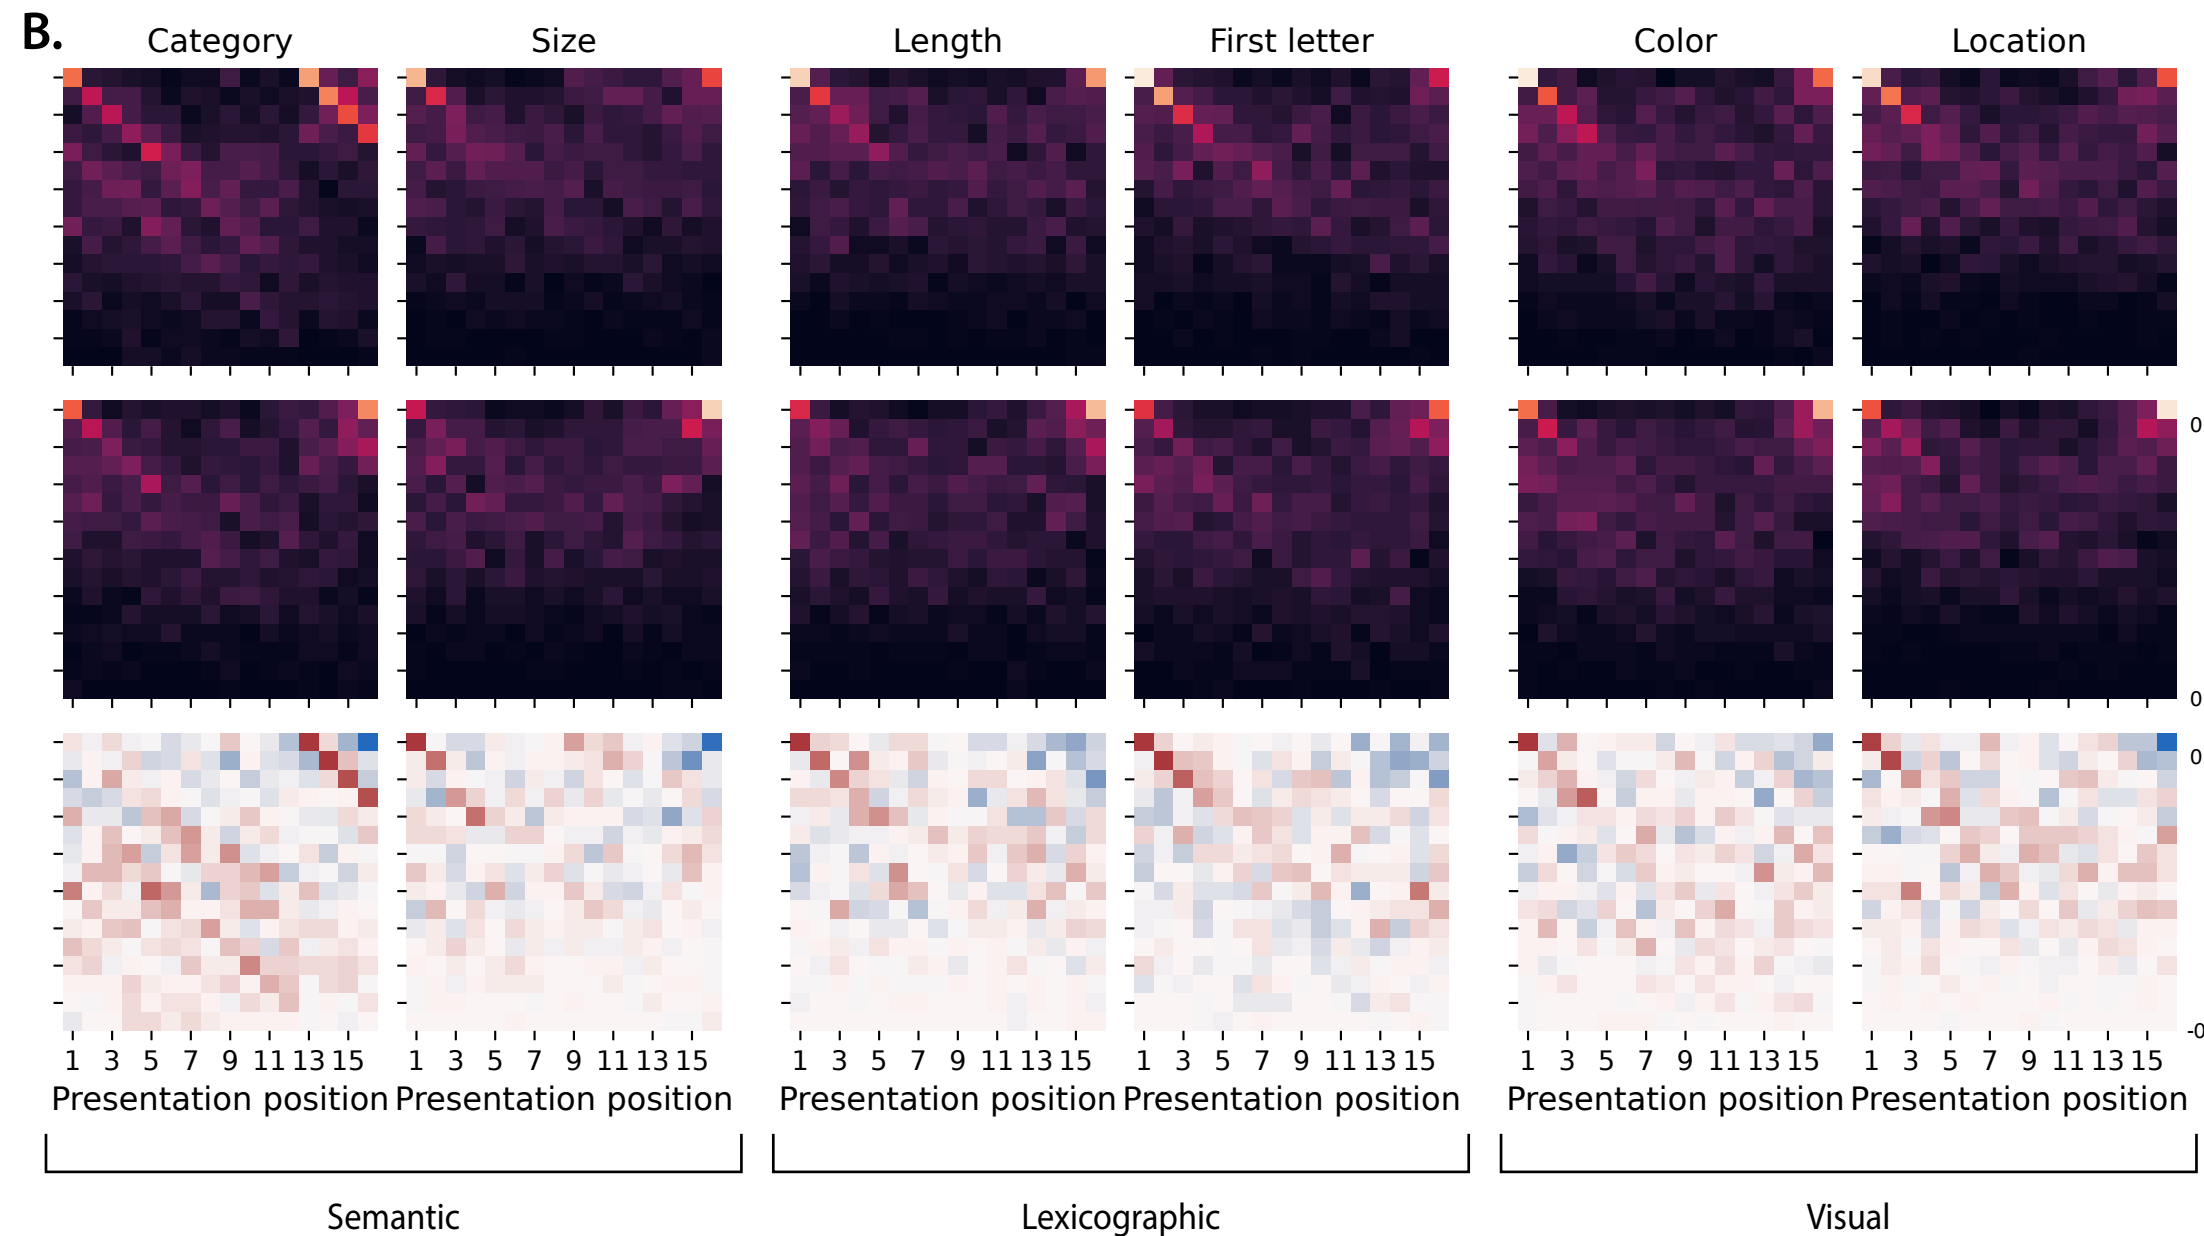 B.
Category Size Length First letter Color Location
0
0
0
-0
1 3 5 7 9 11 13 15 1 3 5 7 9 11 13 15 1 3 5 7 9 11 13 15 1 3 5 7 9 11 13 15 1 3 5 7 9 11 13 15 1 3 5 7 9 11 13 15
Presentation position Presentation position Presentation position Presentation position Presentation position Presentation position
Semantic Lexicographic Visual